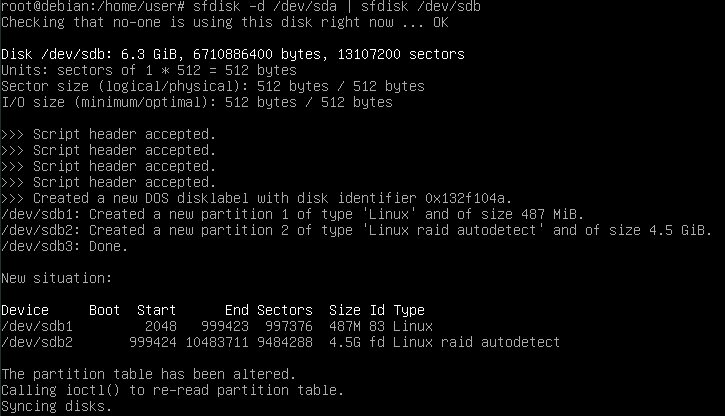 root@debian:/home/user# sfdisk -d /dev/sda | sfdisk /dev/sdb
Checking that no-one is using this disk right now ... OK
Disk /dev/sdb: 6.3 GiB, 6710886400 bytes, 13107200 sectors
Units: sectors of 1 * 512 = 512 bytes
Sector size (logical/physical): 512 bytes / 512 bytes
I/O size (minimum/optimal): 512 bytes / 512 bytes
>>> Script header accepted.
>>> Script header accepted.
>>> Script header accepted.
>>> Script header accepted.
>>> Created a new DOS disklabel with disk identifier 0x132f104a.
/dev/sdb1: Created a new partition 1 of type 'Linux' and of size 487 MiB.
/dev/sdb2: Created a new partition 2 of type 'Linux raid autodetect' and of size 4.5 GiB.
/dev/sdb3: Done.
New situation:
Device     Boot  Start      End Sectors  Size Id Type
/dev/sdb1         2048   999423  997376  487M 83 Linux
/dev/sdb2       999424 10483711 9484288  4.5G fd Linux raid autodetect
The partition table has been altered.
Calling ioctl() to re-read partition table.
Syncing disks.